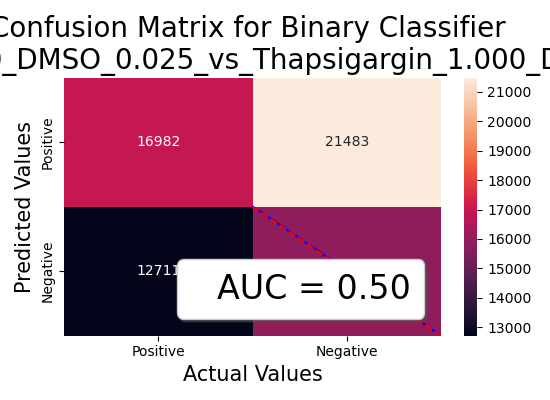 Confusion Matrix for Binary Classifier
_DMSO_0.025_vs_Thapsigargin_1.000_D
Predicted Values
Positive
Negative
16982
21483
12711
AUC = 0.50
Positive
Negative
Actual Values
21000
20000
19000
18000
17000
16000
15000
14000
13000